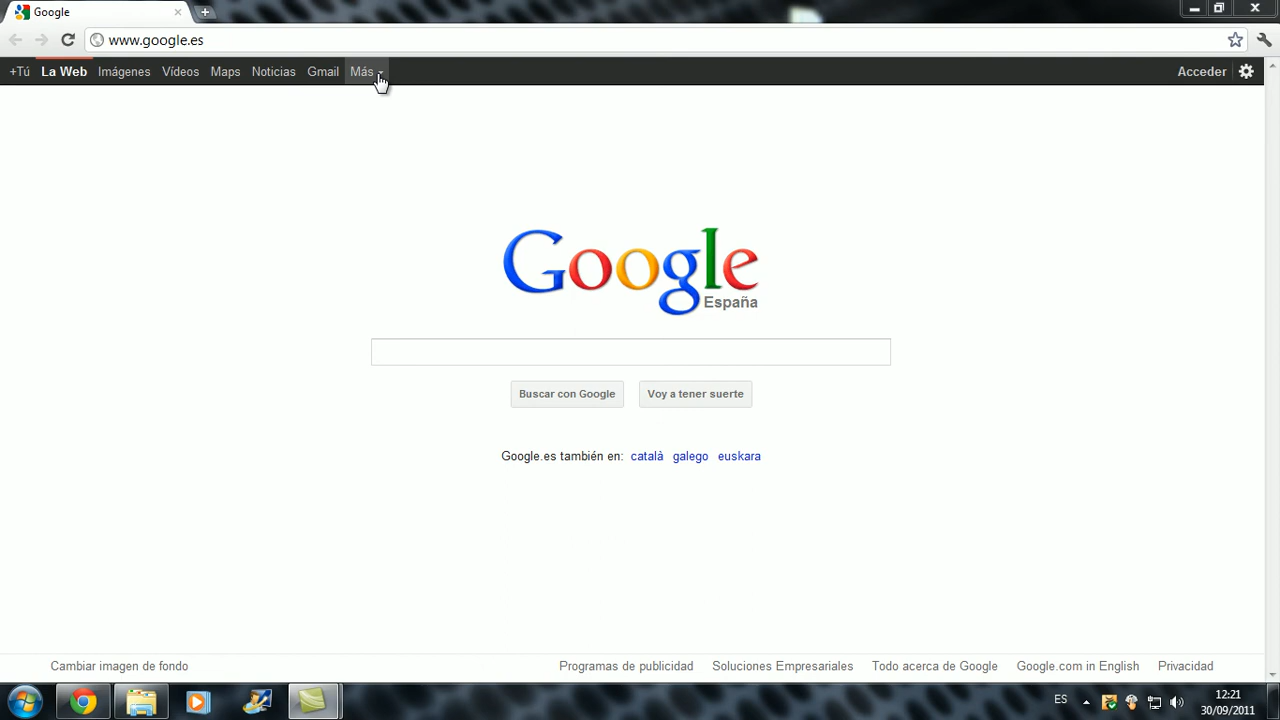 Google
www.google.es
+Tú La Web Imágenes Vídeos Maps Noticias Gmail Más Acceder
Google
España
Buscar con Google Voy a tener suerte
Google.es también en: català galego euskara
Cambiar imagen de fondo Programas de publicidad Soluciones Empresariales Todo acerca de Google Google.com in English Privacidad
ES 12:21
30/09/2011